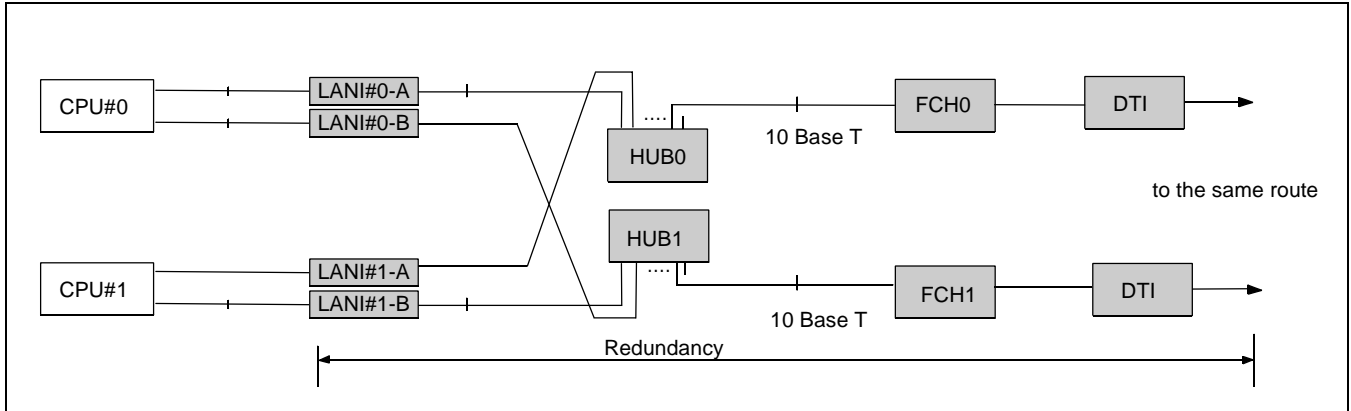 CPU#0
LANI#0-A
LANI#0-B
....
HUB0
10 Base T
FCH0
DTI
to the same route
CPU#1
LANI#1-A
LANI#1-B
HUB1
....
10 Base T
FCH1
DTI
Redundancy